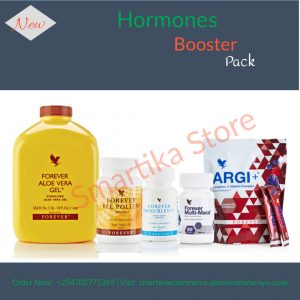 New
Hormones
Booster
Pack
Smartika Store
FOREVER
ALOE VERA
GEL
FOREVER
FOREVER
BEE POLLEN
FOREVER
FOREVER
Forever
Multi-Maca
ARGI+
FOREVER
Order Now: +254702775369|Visit: smartikaecommerce.aloeveraforkenya.co.ke